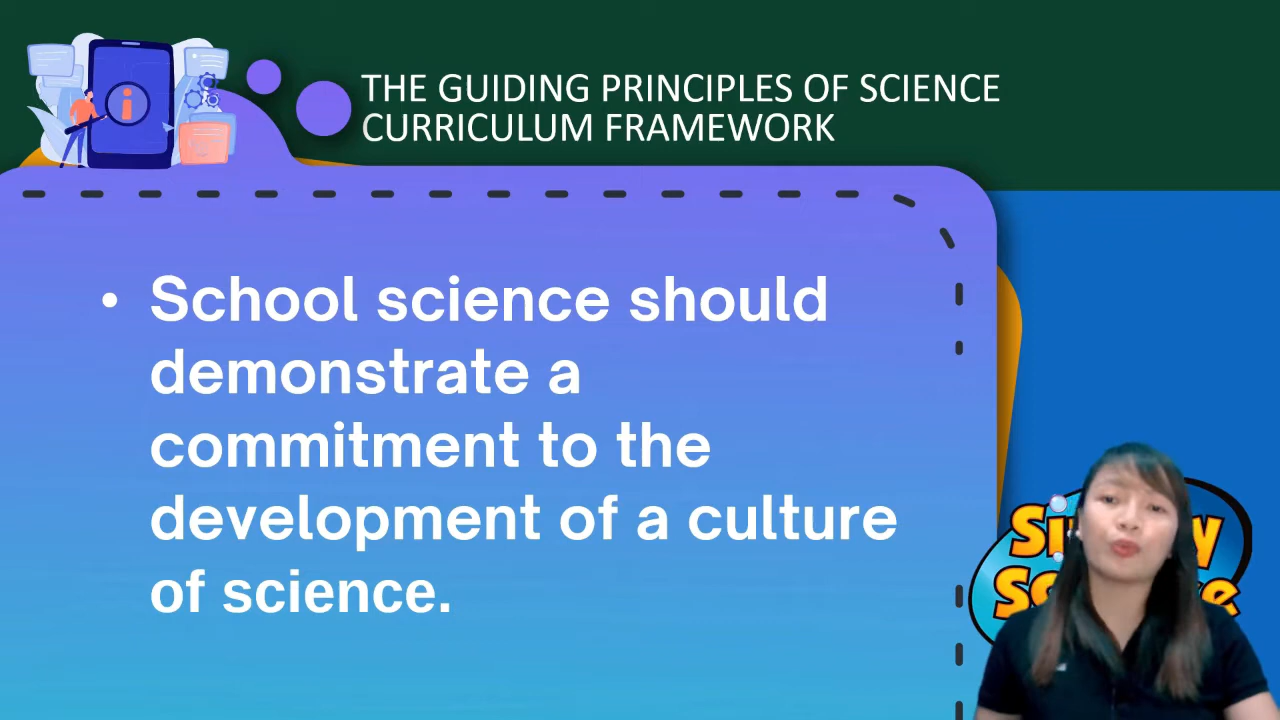 THE GUIDING PRINCIPLES OF SCIENCE
CURRICULUM FRAMEWORK
• School science should
demonstrate a
commitment to the
development of a culture
of science.